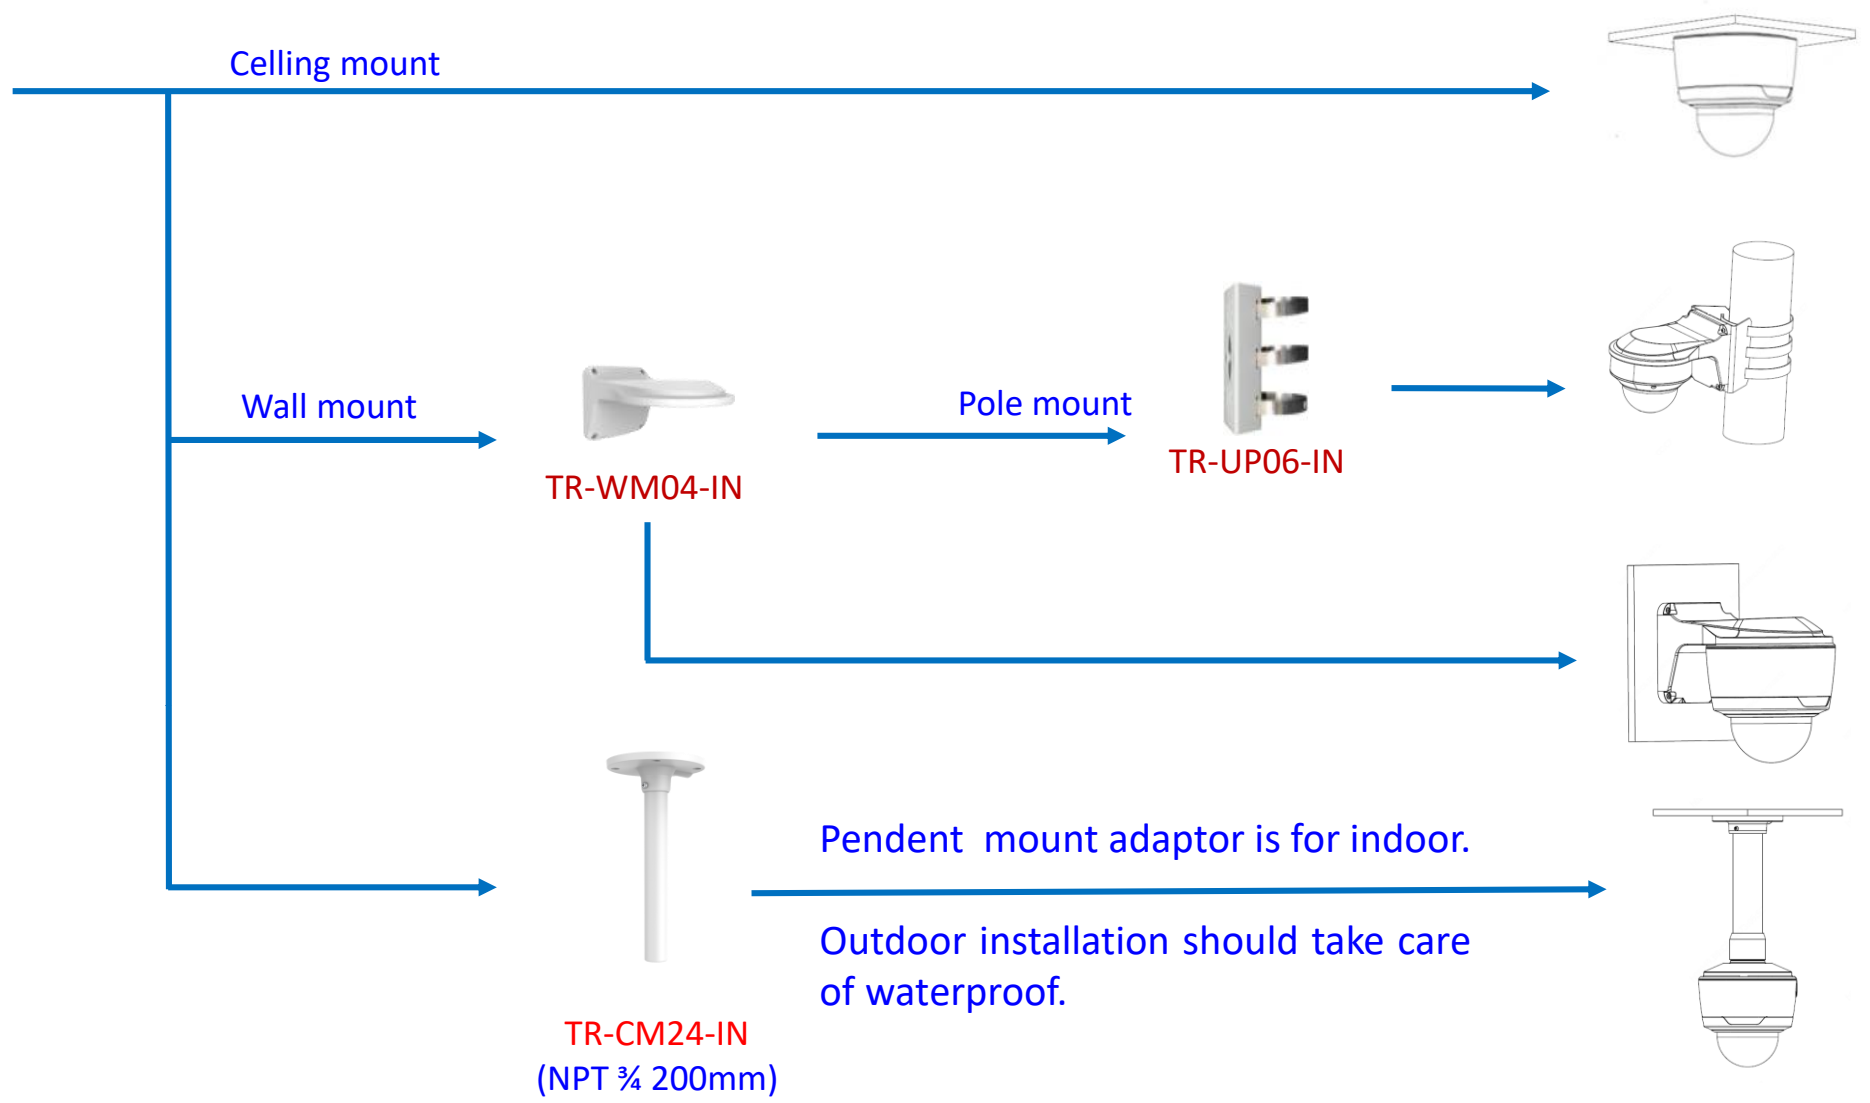 Celling mount
Wall mount
Pole mount
TR-WM04-IN
TR-UP06-IN
Pendent mount adaptor is for indoor.
Outdoor installation should take care
of waterproof.
TR-CM24-IN
(NPT ¾ 200mm)